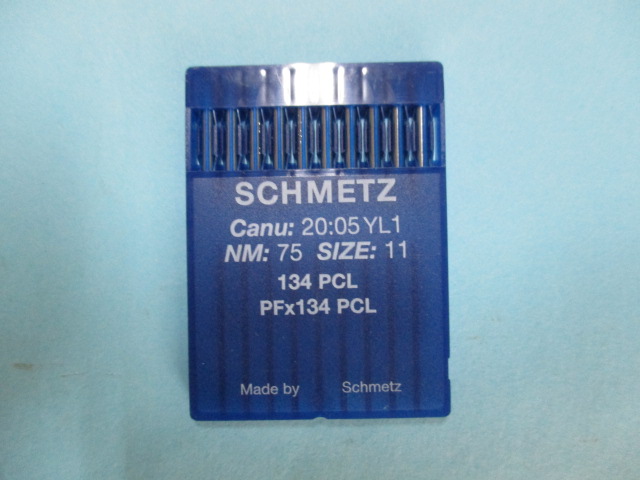 SCHMETZ
Canu: 20:05 YL1
NM: 75 SIZE: 11
134 PCL
PFx134 PCL
Made by Schmetz